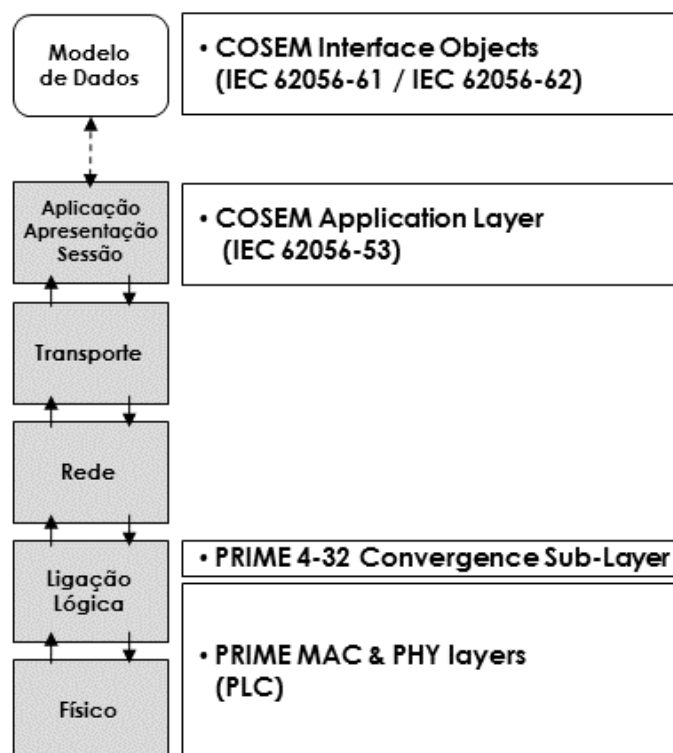 Modelo
de Dados
• COSEM Interface Objects
(IEC 62056-61 / IEC 62056-62)
Aplicação
Apresentação
Sessão
• COSEM Application Layer
(IEC 62056-53)
Transporte
Rede
Ligação
Lógica
• PRIME 4-32 Convergence Sub-Layer
• PRIME MAC & PHY layers
(PLC)
Físico